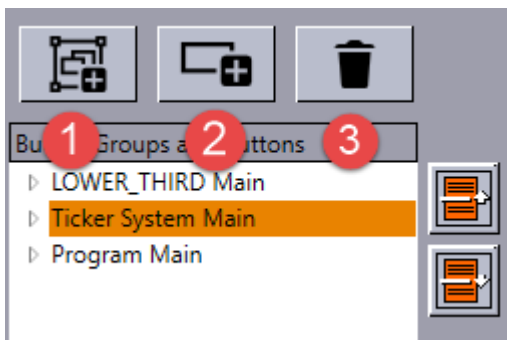 1 2 3
Bu Groups a uttons
LOWER_THIRD Main
Ticker System Main
Program Main